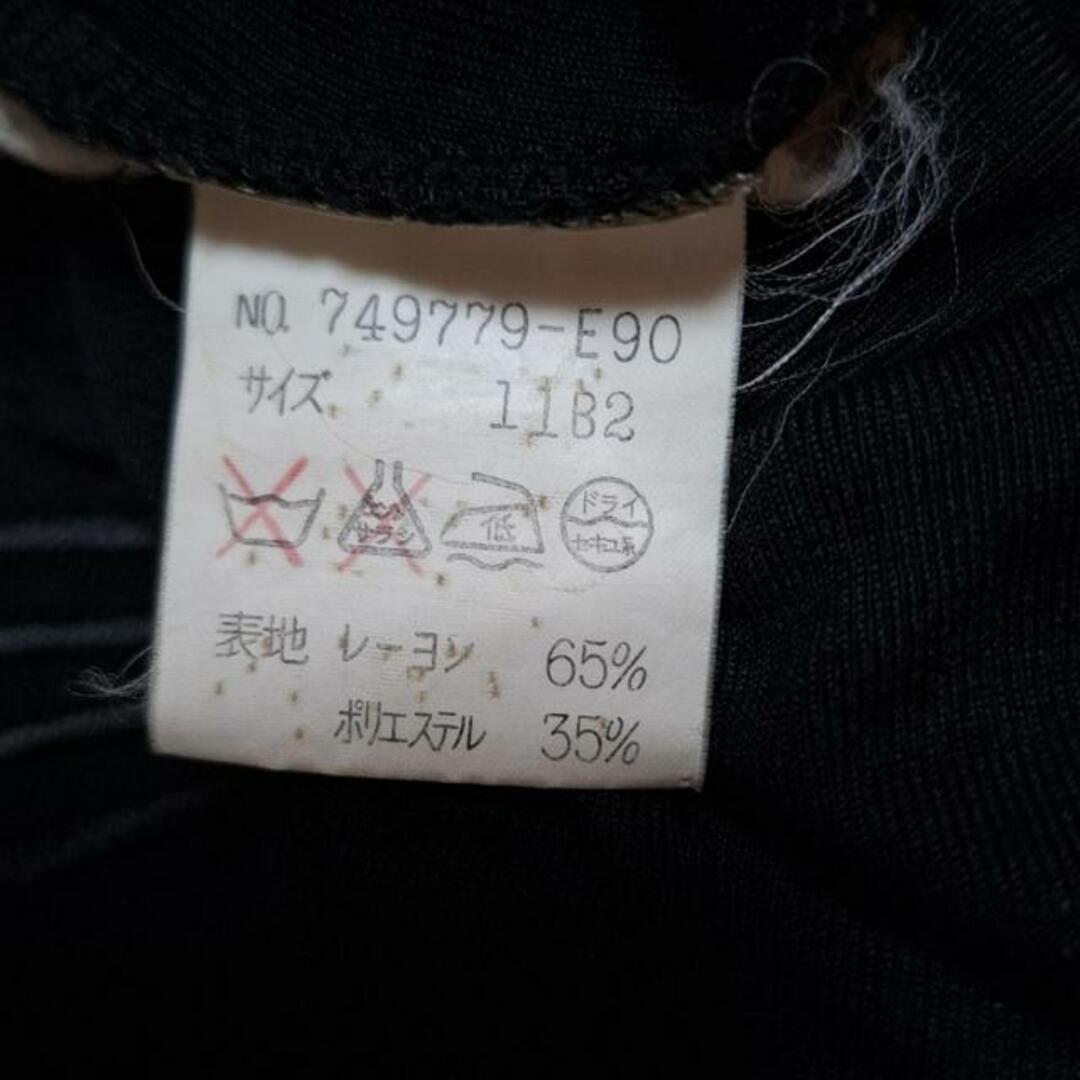 NO. 749779-E90
サイズ 11B2
エンソ サラシ 低 ドライ セキユ系
表地 レーヨン 65%
ポリエステル 35%